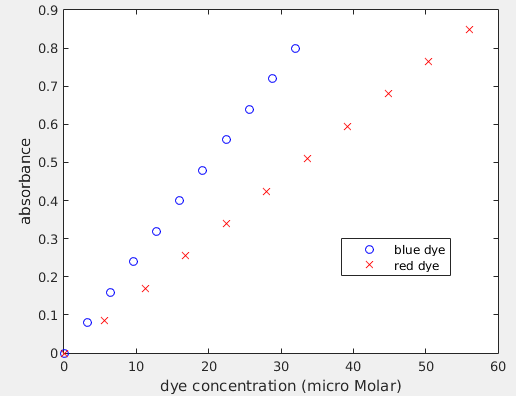 0.9
0.8
0.7
0.6
0.5
0.4
0.3
0.2
0.1
0
absorbance
blue dye
red dye
0 10 20 30 40 50 60
dye concentration (micro Molar)